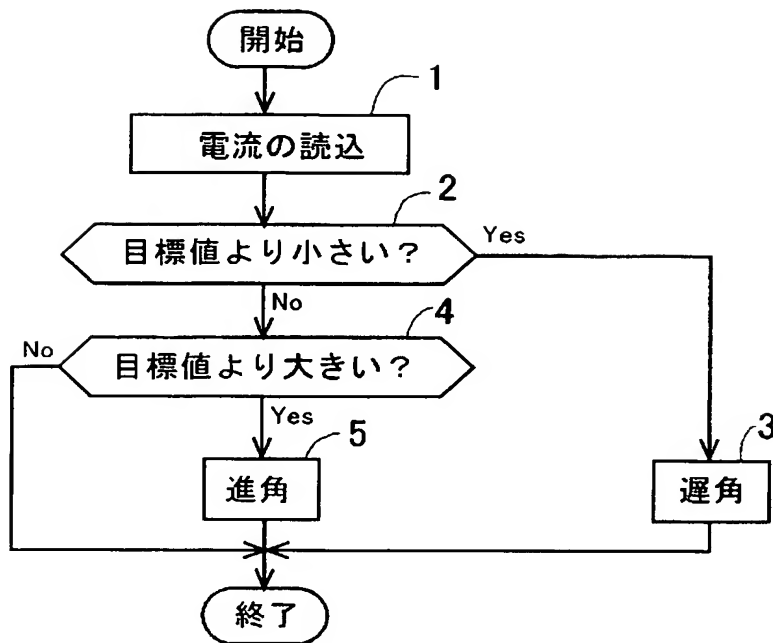 開始
1
電流の読込
2
目標値より小さい?
Yes
No
4
No
目標値より大きい?
Yes
5
3
進角
遅角
終了